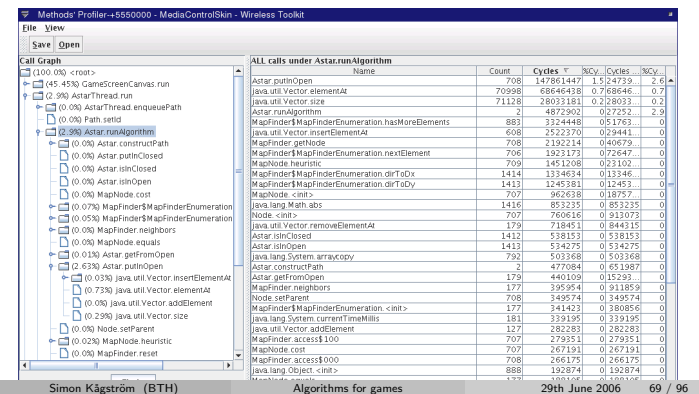 Methods' Profiler-+5550000 - MediaControlSkin - Wireless Toolkit
File View
Save Open
Call Graph
(100.0%) <root>
(45.45%) GameScreenCanvas.run
(2.9%) AstarThread.run
(0.0%) AstarThread.enqueuePath
(0.0%) Path.setId
(2.9%) Astar.runAlgorithm
(0.0%) Astar.constructPath
(0.0%) Astar.putInClosed
(0.0%) Astar.isInClosed
(0.0%) Astar.isInOpen
(0.0%) MapNode.cost
(0.07%) MapFinder$MapFinderEnumeration
(0.05%) MapFinder$MapFinderEnumeration
(0.0%) MapFinder.neighbors
(0.0%) MapNode.equals
(0.01%) Astar.getFromOpen
(2.63%) Astar.putInOpen
(0.03%) java.util.Vector.insertElementAt
(0.73%) java.util.Vector.elementAt
(0.0%) java.util.Vector.addElement
(0.29%) java.util.Vector.size
(0.0%) Node.setParent
(0.02%) MapNode.heuristic
(0.0%) MapFinder.reset
ALL calls under Astar.runAlgorithm
Name Count Cycles %Cy... Cycles ... %Cy...
Astar.putInOpen 708 147861447 1.5 24739... 2.6
java.util.Vector.elementAt 70998 68646438 0.7 68646... 0.7
java.util.Vector.size 71128 28033181 0.2 28033... 0.2
Astar.runAlgorithm 2 4872902 0 27252... 2.9
MapFinder$MapFinderEnumeration.hasMoreElements 883 3324448 0 51763... 0
java.util.Vector.insertElementAt 608 2522370 0 29441... 0
MapFinder.getNode 708 2192214 0 40679... 0
MapFinder$MapFinderEnumeration.nextElement 706 1923173 0 72647... 0
MapNode.heuristic 709 1451208 0 23102... 0
MapFinder$MapFinderEnumeration.dirToDx 1414 1334634 0 13346... 0
MapFinder$MapFinderEnumeration.dirToDy 1413 1245381 0 12453... 0
MapNode.<init> 707 962638 0 18757... 0
java.lang.Math.abs 1416 853235 0 853235 0
Node.<init> 707 760616 0 913073 0
java.util.Vector.removeElementAt 179 718451 0 844315 0
Astar.isInClosed 1412 538153 0 538153 0
Astar.isInOpen 1413 534275 0 534275 0
java.lang.System.arraycopy 792 503368 0 503368 0
Astar.constructPath 2 477084 0 651987 0
Astar.getFromOpen 179 440109 0 15293... 0
MapFinder.neighbors 177 395954 0 911859 0
Node.setParent 708 349574 0 349574 0
MapFinder$MapFinderEnumeration.<init> 177 341423 0 380856 0
java.lang.System.currentTimeMillis 181 339195 0 339195 0
java.util.Vector.addElement 127 282283 0 282283 0
MapFinder.access$100 707 279351 0 279351 0
MapNode.cost 707 267191 0 267191 0
MapFinder.access$000 708 266175 0 266175 0
java.lang.Object.<init> 888 192874 0 192874 0
Simon Kågström (BTH) Algorithms for games 29th June 2006 69 / 96